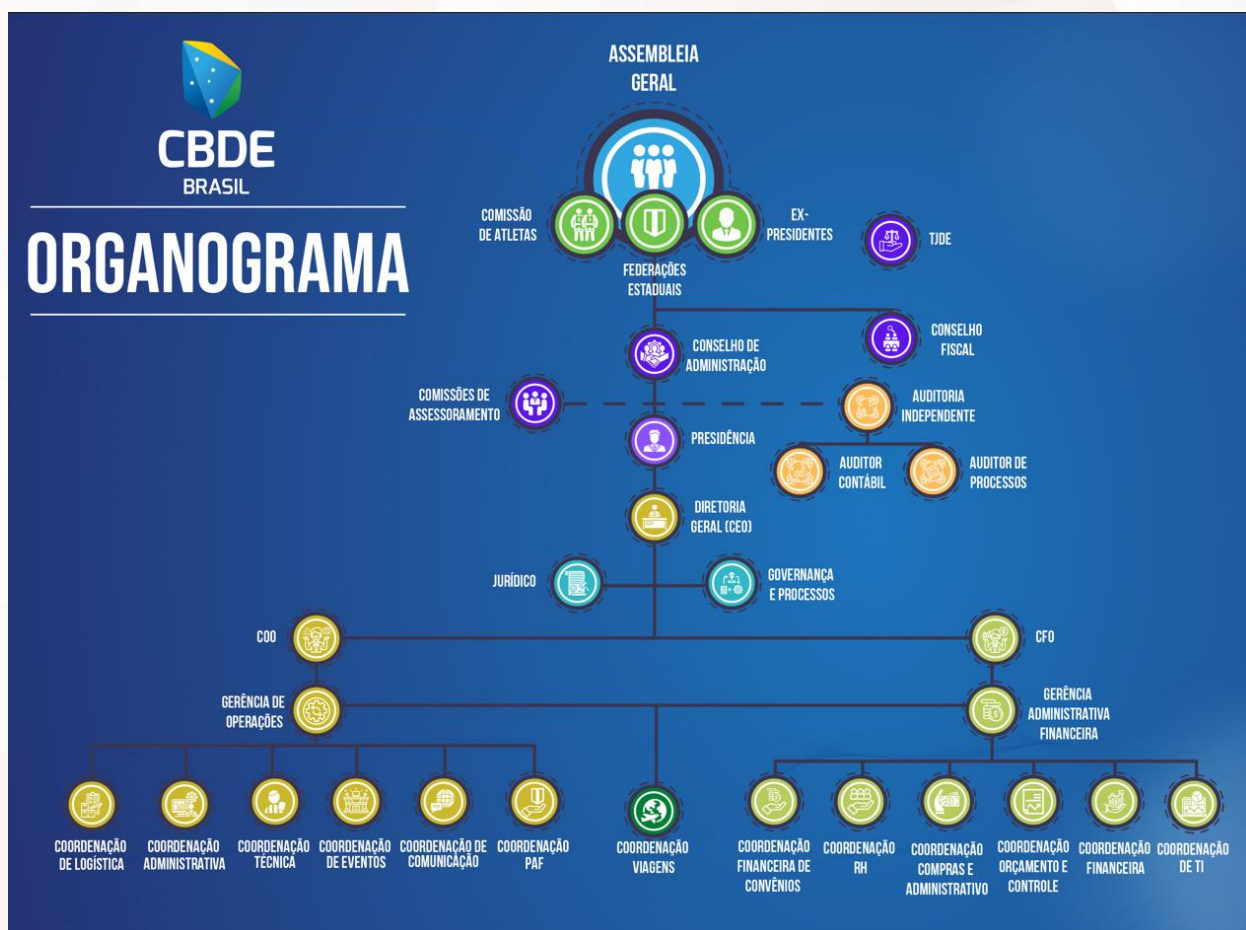 CBDE
BRASIL
ORGANOGRAMA
ASSEMBLEIA
GERAL
COMISSÃO
DE ATLETAS
FEDERAÇÕES
ESTADUAIS
EX-
PRESIDENTES
TJDE
CONSELHO
FISCAL
CONSELHO DE
ADMINISTRAÇÃO
COMISSÕES DE
ASSESSORAMENTO
AUDITORIA
INDEPENDENTE
PRESIDÊNCIA
AUDITOR
CONTÁBIL
AUDITOR DE
PROCESSOS
DIRETORIA
GERAL (CEO)
JURÍDICO
GOVERNANÇA
E PROCESSOS
COO
CFO
GERÊNCIA DE
OPERAÇÕES
GERÊNCIA
ADMINISTRATIVA
FINANCEIRA
COORDENAÇÃO
DE LOGÍSTICA
COORDENAÇÃO
ADMINISTRATIVA
COORDENAÇÃO
TÉCNICA
COORDENAÇÃO
DE EVENTOS
COORDENAÇÃO DE
COMUNICAÇÃO
COORDENAÇÃO
PAF
COORDENAÇÃO
VIAGENS
COORDENAÇÃO
FINANCEIRA DE
CONVÊNIOS
COORDENAÇÃO
RH
COORDENAÇÃO
COMPRAS E
ADMINISTRATIVO
COORDENAÇÃO
ORÇAMENTO E
CONTROLE
COORDENAÇÃO
FINANCEIRA
COORDENAÇÃO
DE TI